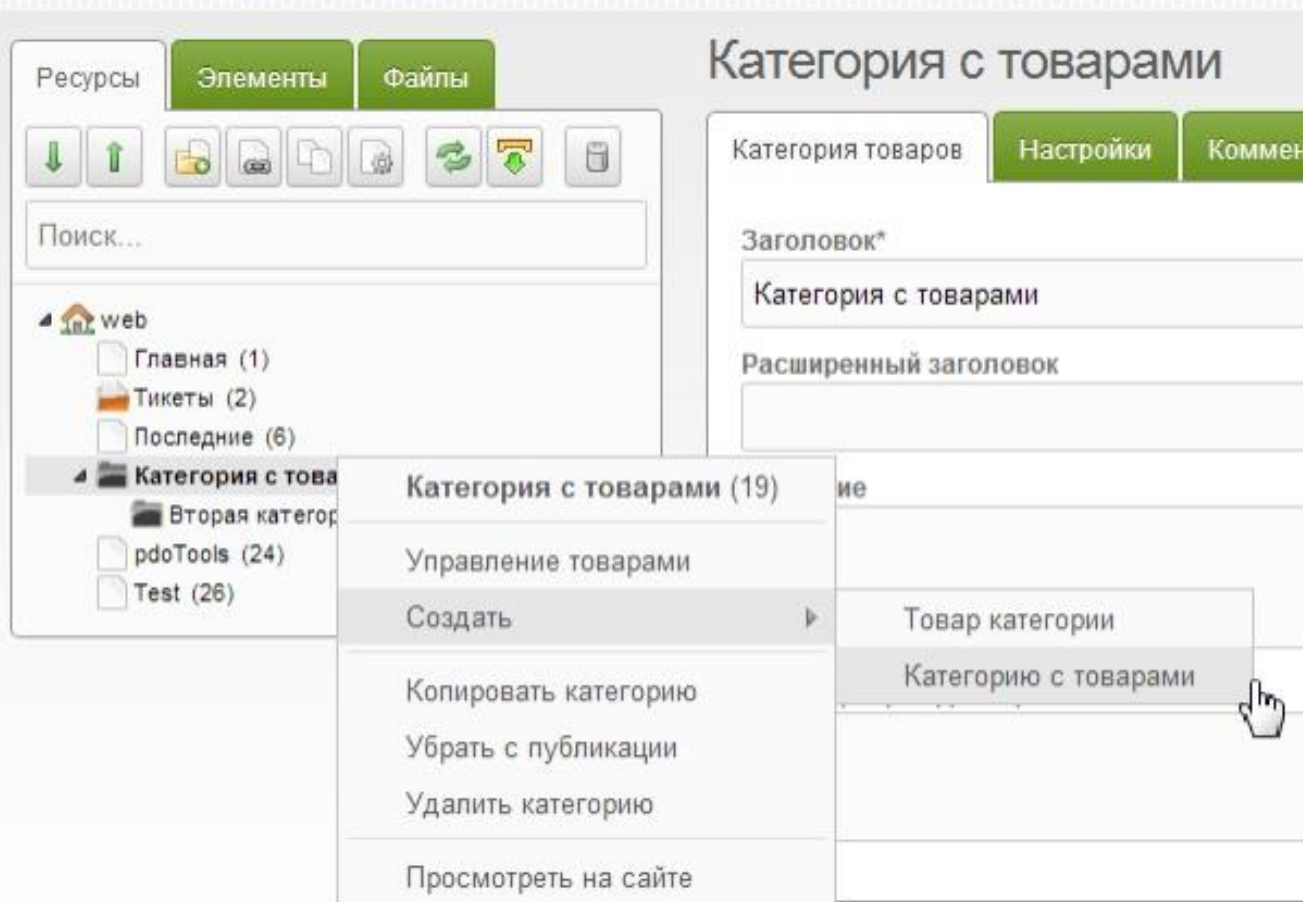 Ресурсы
Элементы
Файлы
Поиск...
web
Главная (1)
Тикеты (2)
Последние (6)
Категория с това
Вторая категор
pdoTools (24)
Test (26)
Категория с товарами
Категория товаров
Настройки
Коммен
Заголовок*
Категория с товарами
Расширенный заголовок
ие
Категория с товарами (19)
Управление товарами
Создать
Копировать категорию
Убрать с публикации
Удалить категорию
Просмотреть на сайте
Товар категории
Категорию с товарами